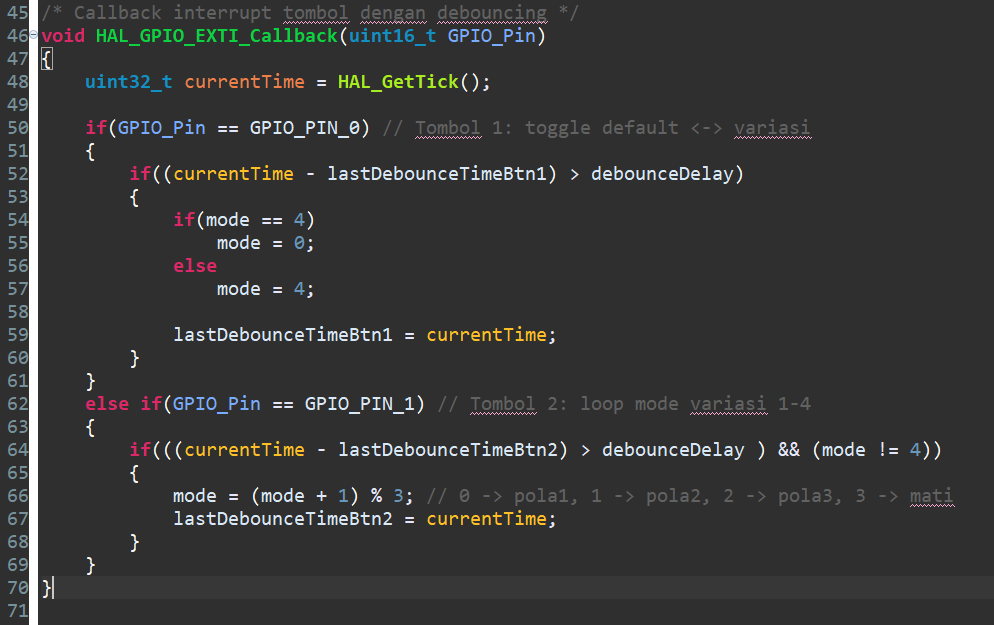 45 /* Callback interrupt tombol dengan debouncing */
46 void HAL_GPIO_EXTI_Callback(uint16_t GPIO_Pin)
47 {
48     uint32_t currentTime = HAL_GetTick();
49
50     if(GPIO_Pin == GPIO_PIN_0) // Tombol 1: toggle default <-> variasi
51     {
52         if((currentTime - lastDebounceTimeBtn1) > debounceDelay)
53         {
54             if(mode == 4)
55                 mode = 0;
56             else
57                 mode = 4;
58
59             lastDebounceTimeBtn1 = currentTime;
60         }
61     }
62     else if(GPIO_Pin == GPIO_PIN_1) // Tombol 2: loop mode variasi 1-4
63     {
64         if(((currentTime - lastDebounceTimeBtn2) > debounceDelay ) && (mode != 4))
65         {
66             mode = (mode + 1) % 3; // 0 -> pola1, 1 -> pola2, 2 -> pola3, 3 -> mati
67             lastDebounceTimeBtn2 = currentTime;
68         }
69     }
70 }
71